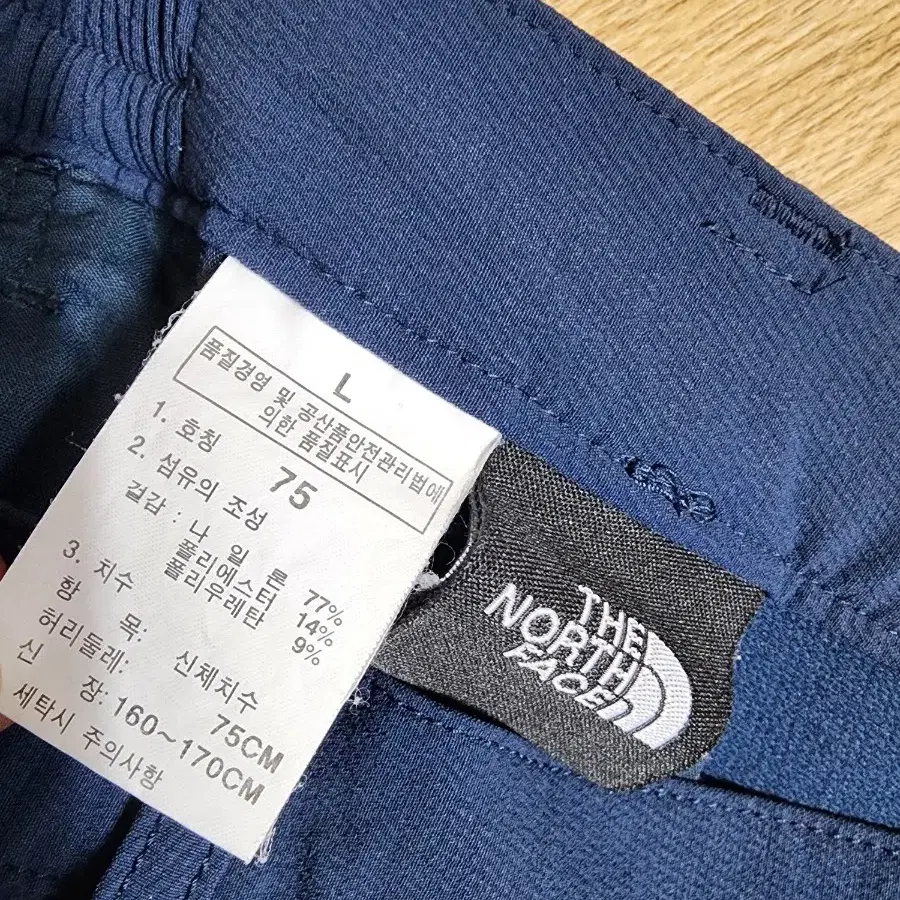 L
품질경영 및 공산품안전관리법에
의한 품질표시
1. 호칭 75
2. 섬유의 조성
겉감 : 나 일 론 77%
폴리에스터 14%
폴리우레탄 9%
3. 치수
항 목: 신체치수
허리둘레: 75CM
신 장: 160~170CM
세탁시 주의사항
THE
NORTH
FACE